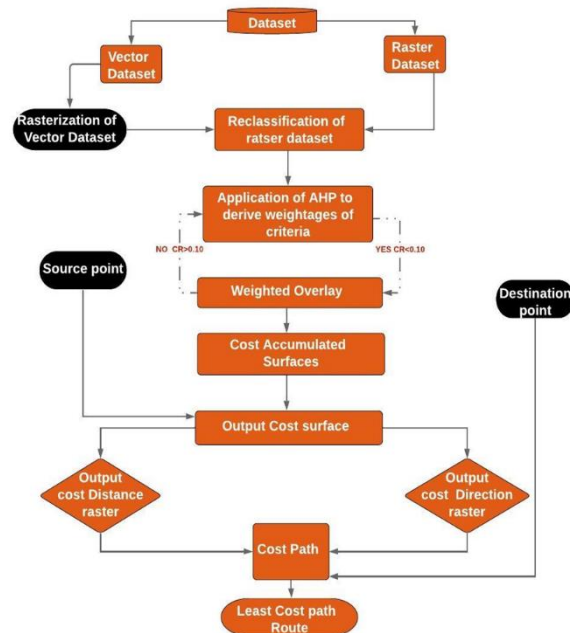 Dataset
Vector
Dataset
Raster
Dataset
Rasterization of
Vector Dataset
Reclassification of
ratser dataset
Application of AHP to
derive weightages of
criteria
NO CR>0.10
YES CR<0.10
Source point
Weighted Overlay
Destination
point
Cost Accumulated
Surfaces
Output Cost surface
Output
cost Distance
raster
Output
cost Direction
raster
Cost Path
Least Cost path
Route